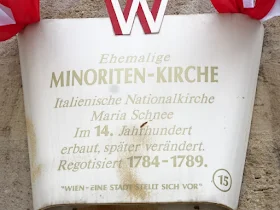 W
Ehemalige
MINORITEN-KIRCHE
Italienische Nationalkirche
Maria Schnee
Im 14. Jahrhundert
erbaut, später verändert.
Regotisiert 1784-1789.
"WIEN-EINE STADT STELLT SICH VOR" 15